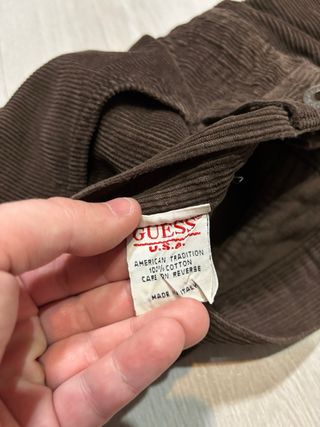 GUESS®
U.S.A.
AMERICAN TRADITION
100% COTTON
CARE ON REVERSE
MADE IN ITALY